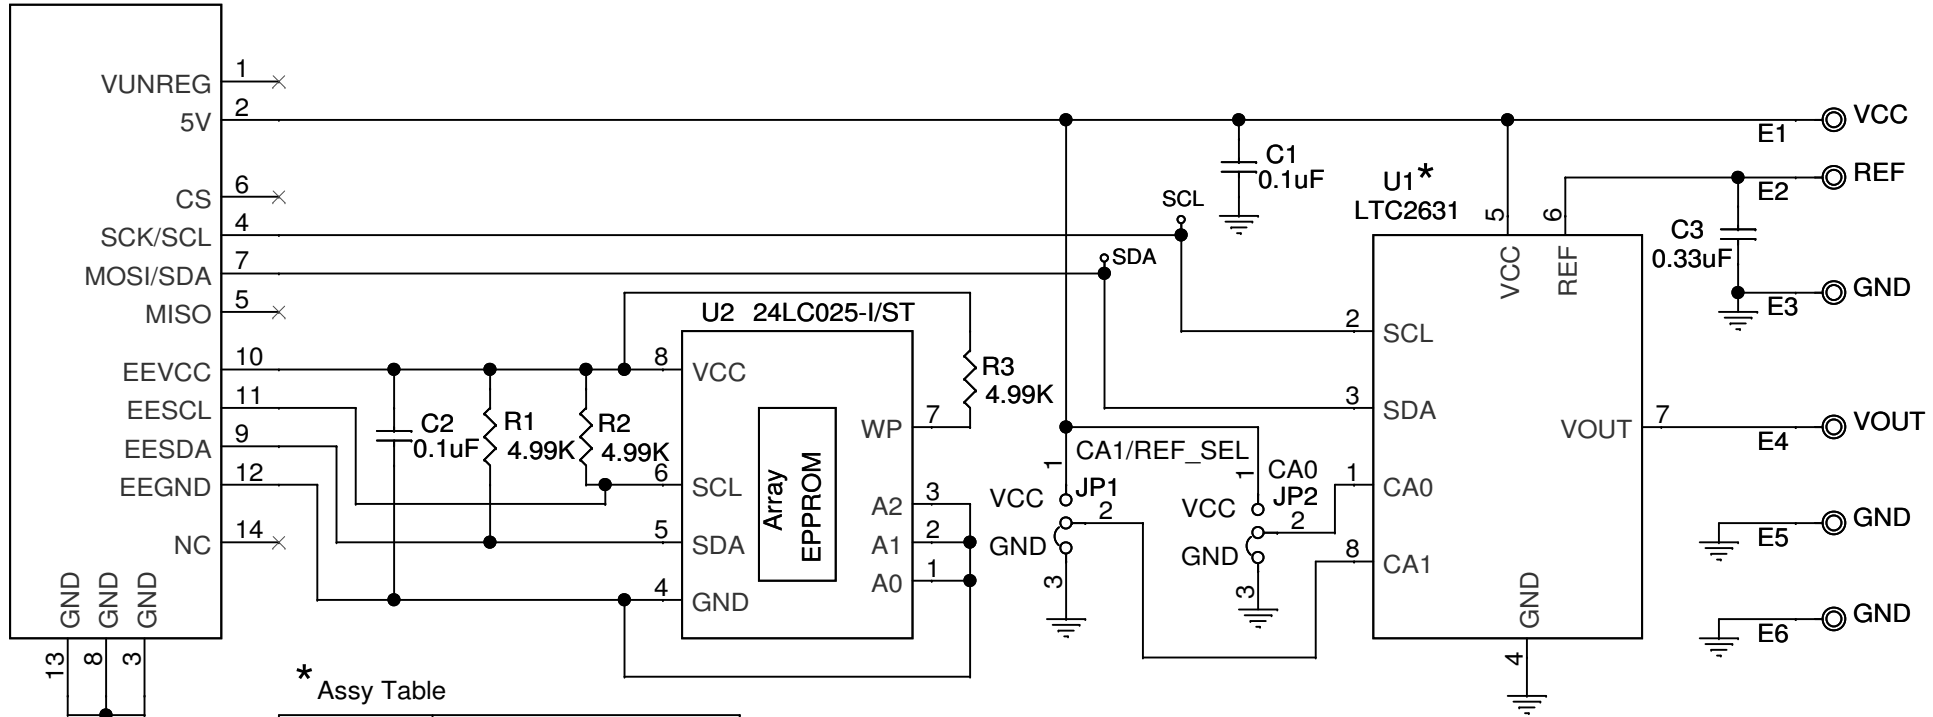 VUNREG 1
5V 2
CS 6
SCK/SCL 4
MOSI/SDA 7
MISO 5
EEVCC 10
EESCL 11
EESDA 9
EEGND 12
NC 14
GND GND GND
13 8 3
C2
0.1uF
R1
4.99K
R2
4.99K
U2 24LC025-I/ST
8 VCC
6 SCL
5 SDA
4 GND
Array
EPPROM
WP 7
A2 3
A1 2
A0 1
R3
4.99K
SCL
SDA
C1
0.1uF
CA1/REF_SEL
1
JP1
VCC
2
GND
3
1
CA0
JP2
VCC
2
GND
3
U1*
LTC2631
5 VCC
6 REF
2 SCL
3 SDA
1 CA0
8 CA1
VOUT 7
GND
4
C3
0.33uF
E1 VCC
E2 REF
E3 GND
E4 VOUT
E5 GND
E6 GND
* Assy Table